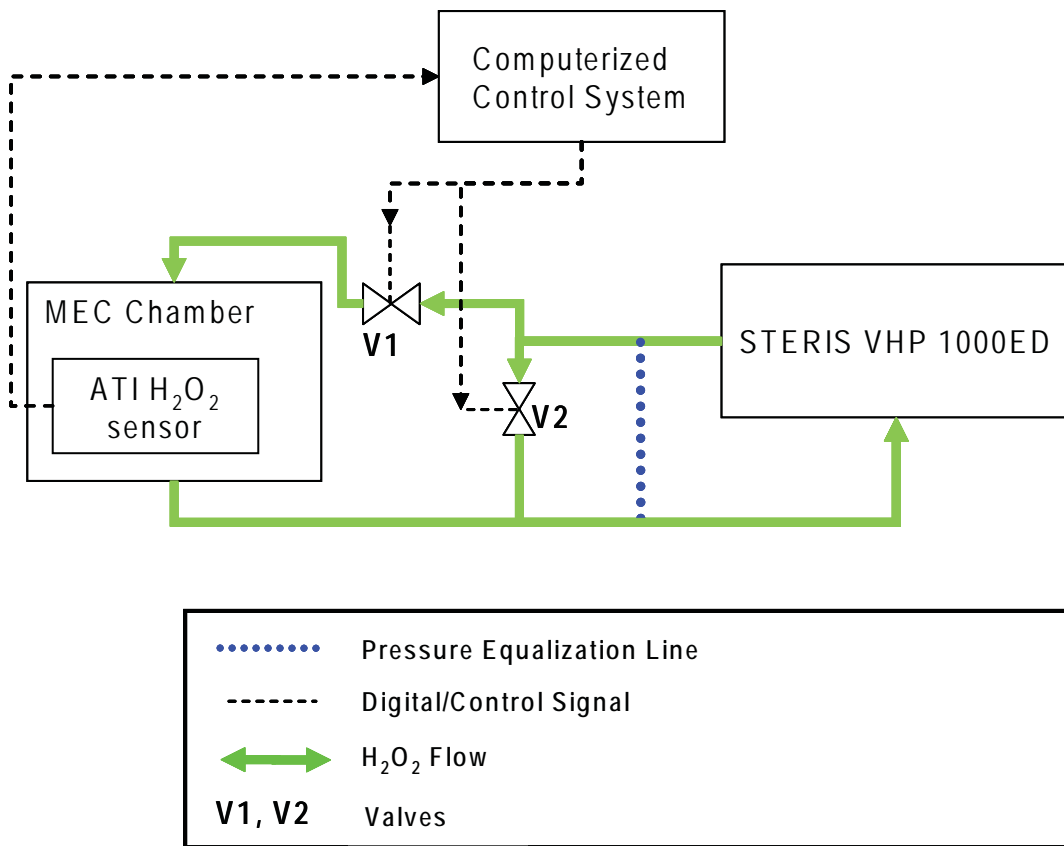 Computerized
Control System
MEC Chamber
ATI H₂O₂
sensor
V1
V2
STERIS VHP 1000ED
Pressure Equalization Line
Digital/Control Signal
H₂O₂ Flow
V1, V2 Valves